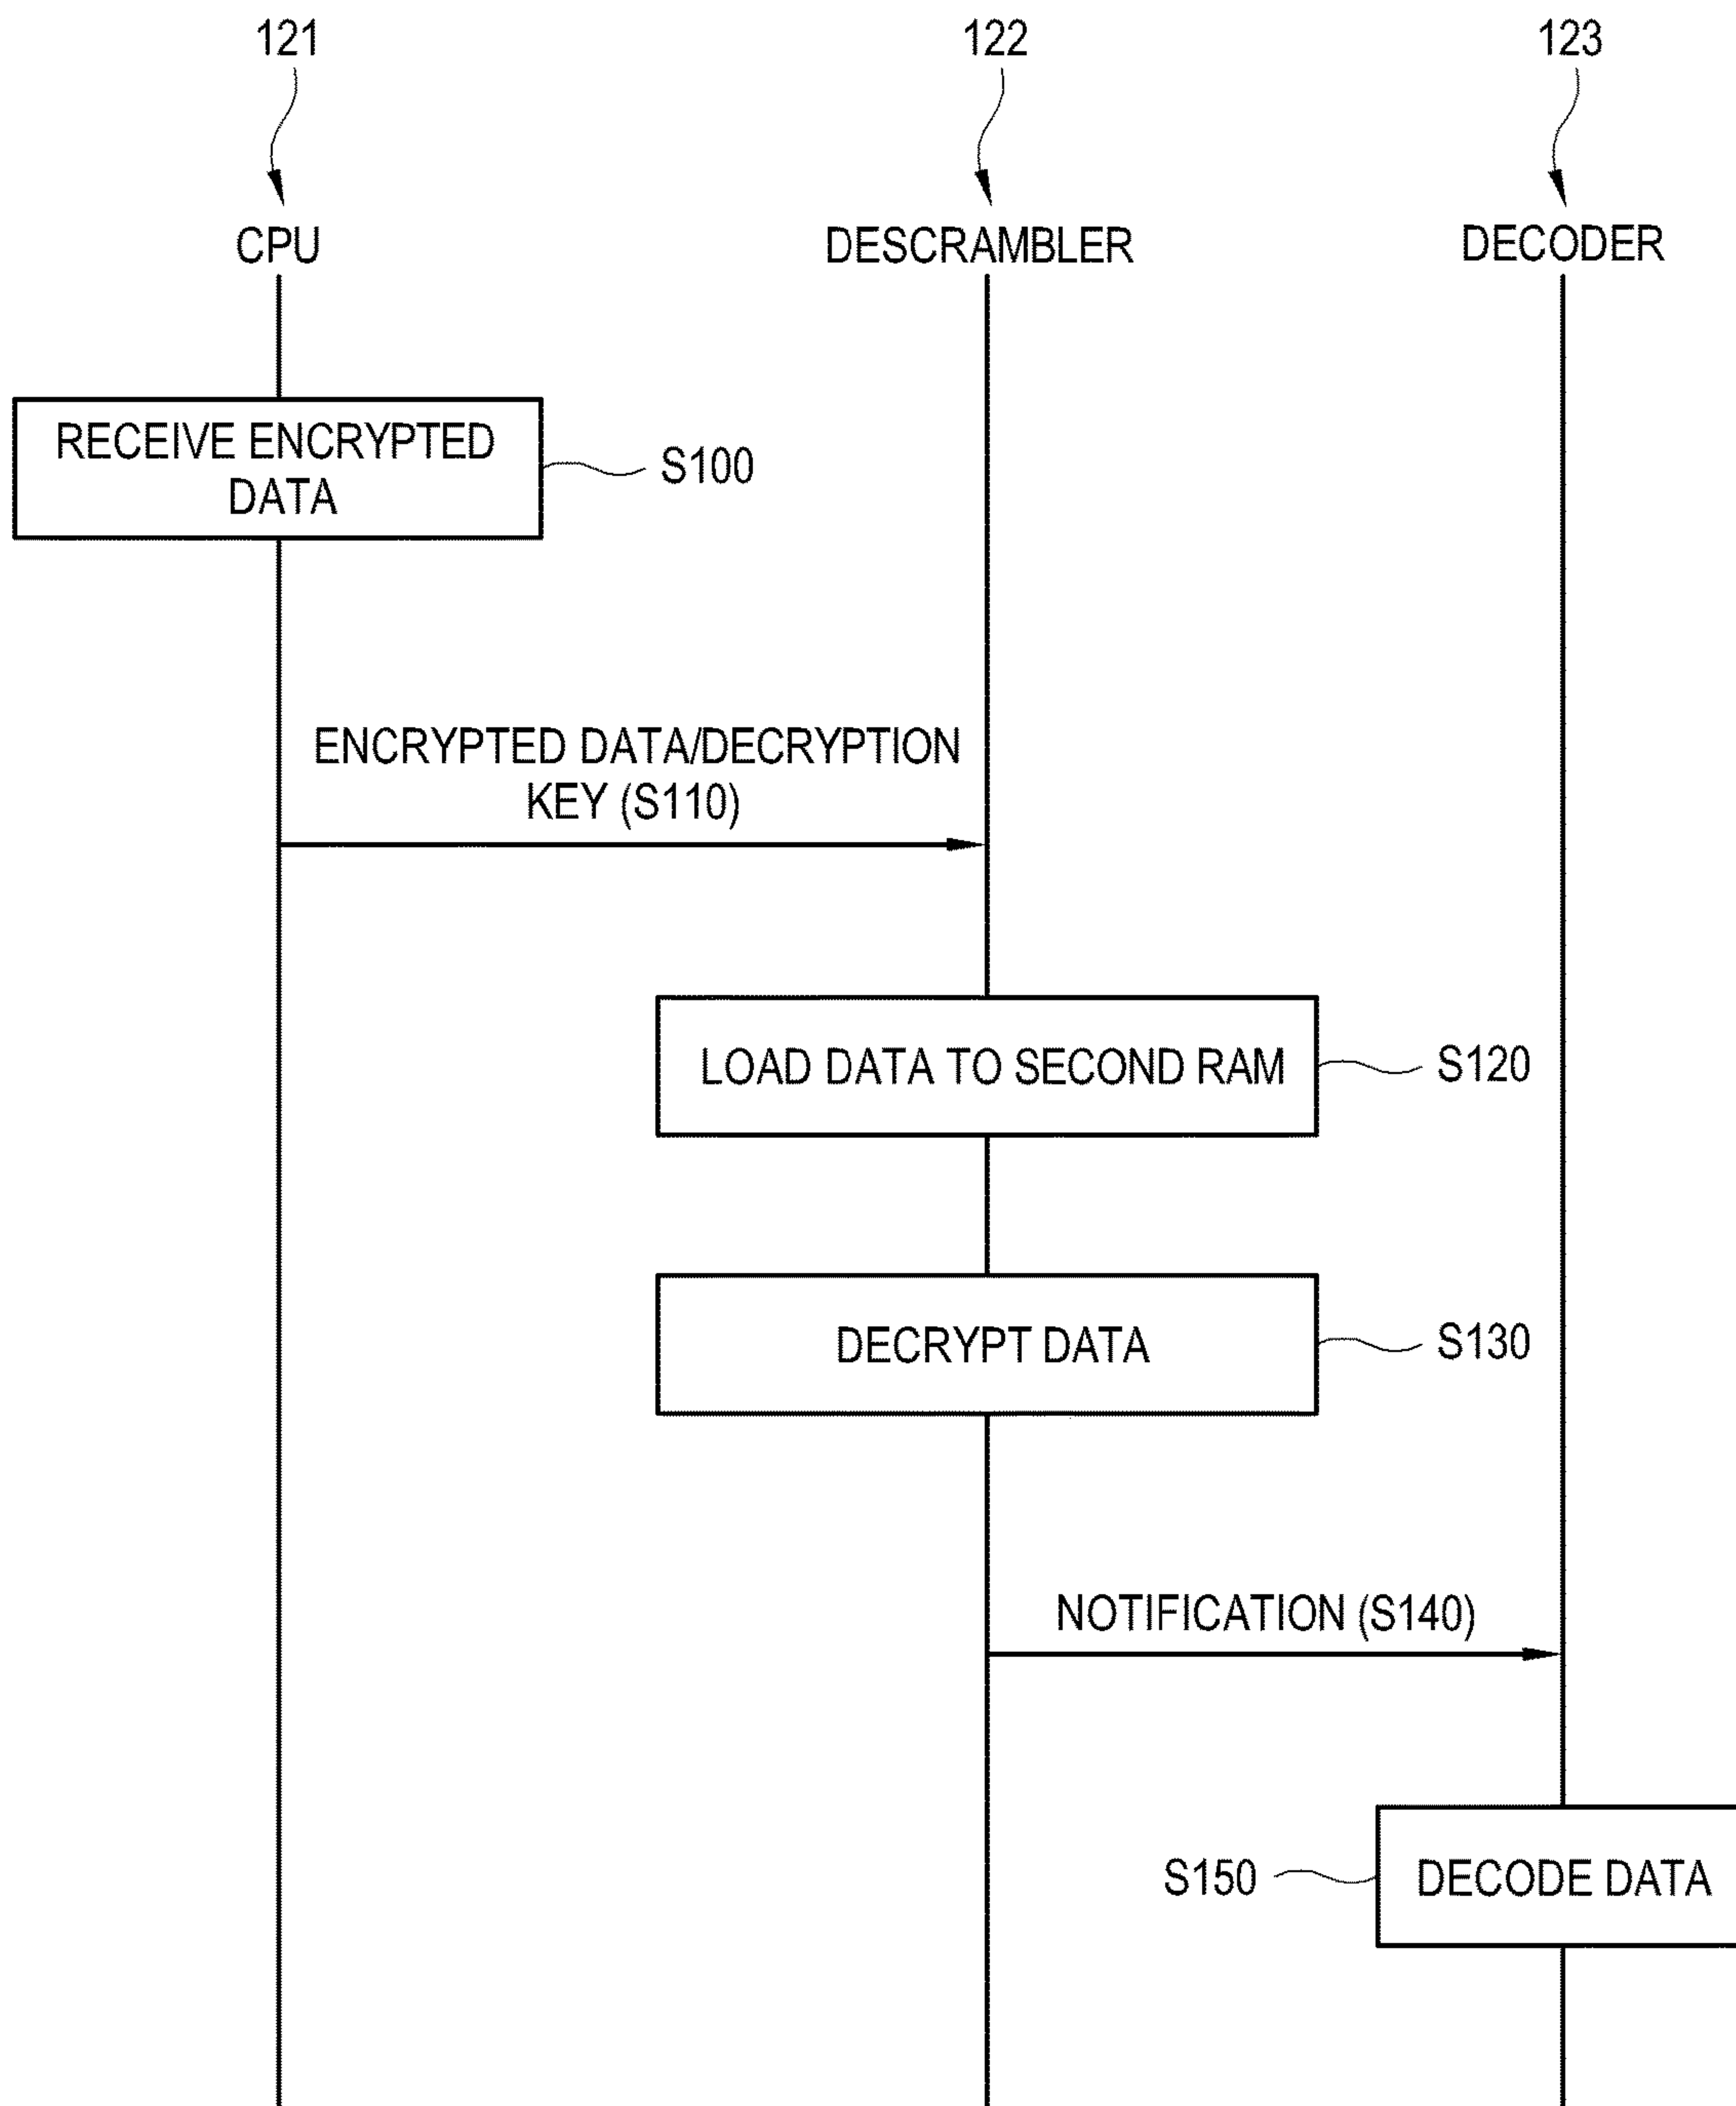 121
122
123
CPU
DESCRAMBLER
DECODER
RECEIVE ENCRYPTED
DATA
S100
ENCRYPTED DATA/DECRYPTION
KEY (S110)
LOAD DATA TO SECOND RAM
S120
DECRYPT DATA
S130
NOTIFICATION (S140)
S150
DECODE DATA